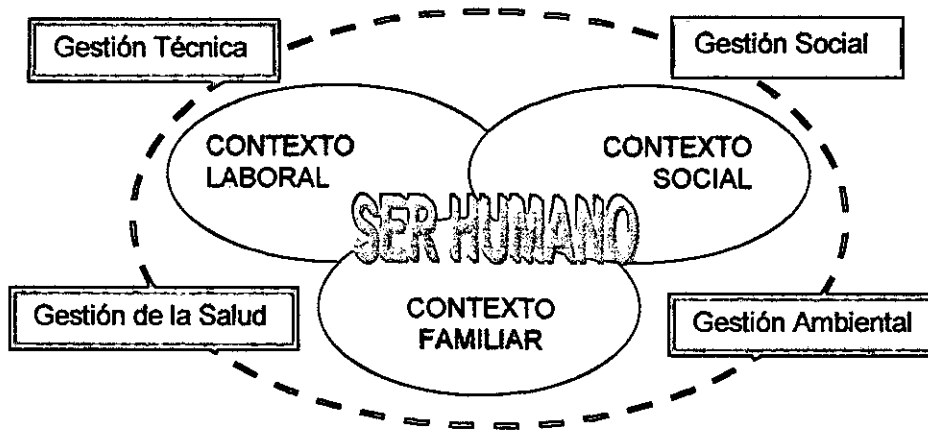 Gestión Técnica
Gestión Social
CONTEXTO
LABORAL
CONTEXTO
SOCIAL
SER HUMANO
Gestión de la Salud
CONTEXTO
FAMILIAR
Gestión Ambiental